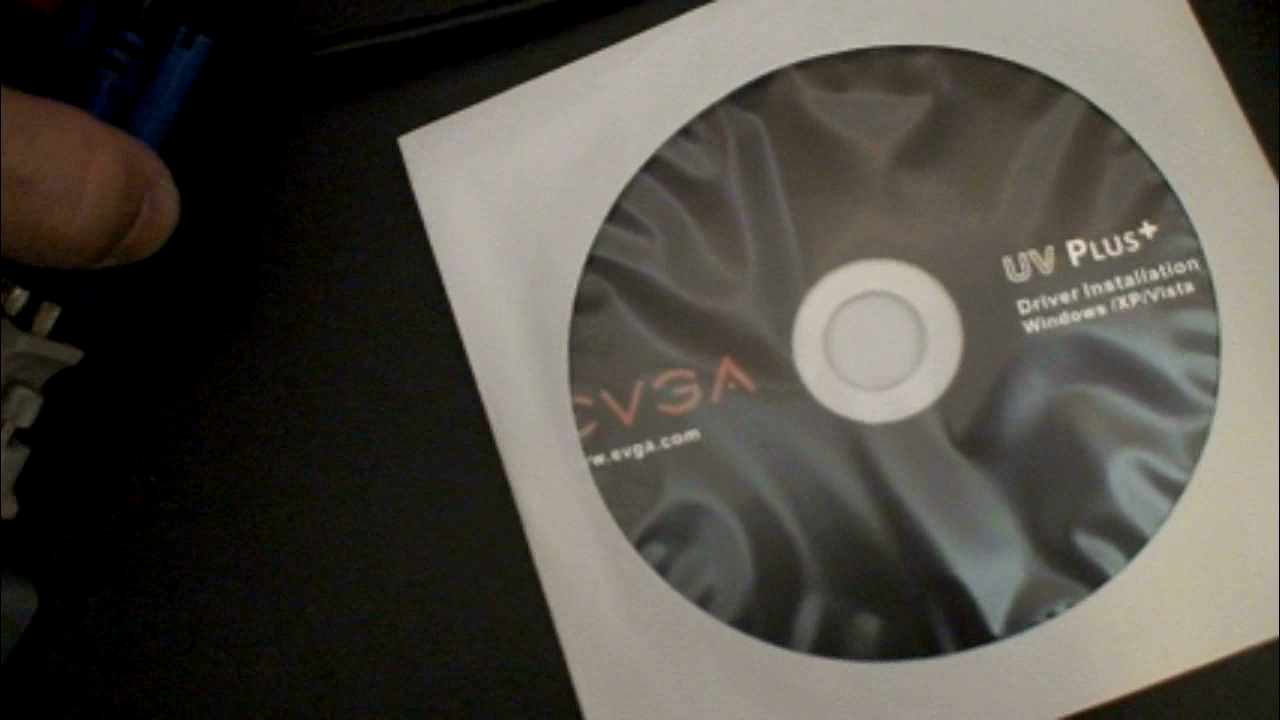 UV PLUS+
Driver Installation
Windows /XP/Vista
EVGA
w.evga.com